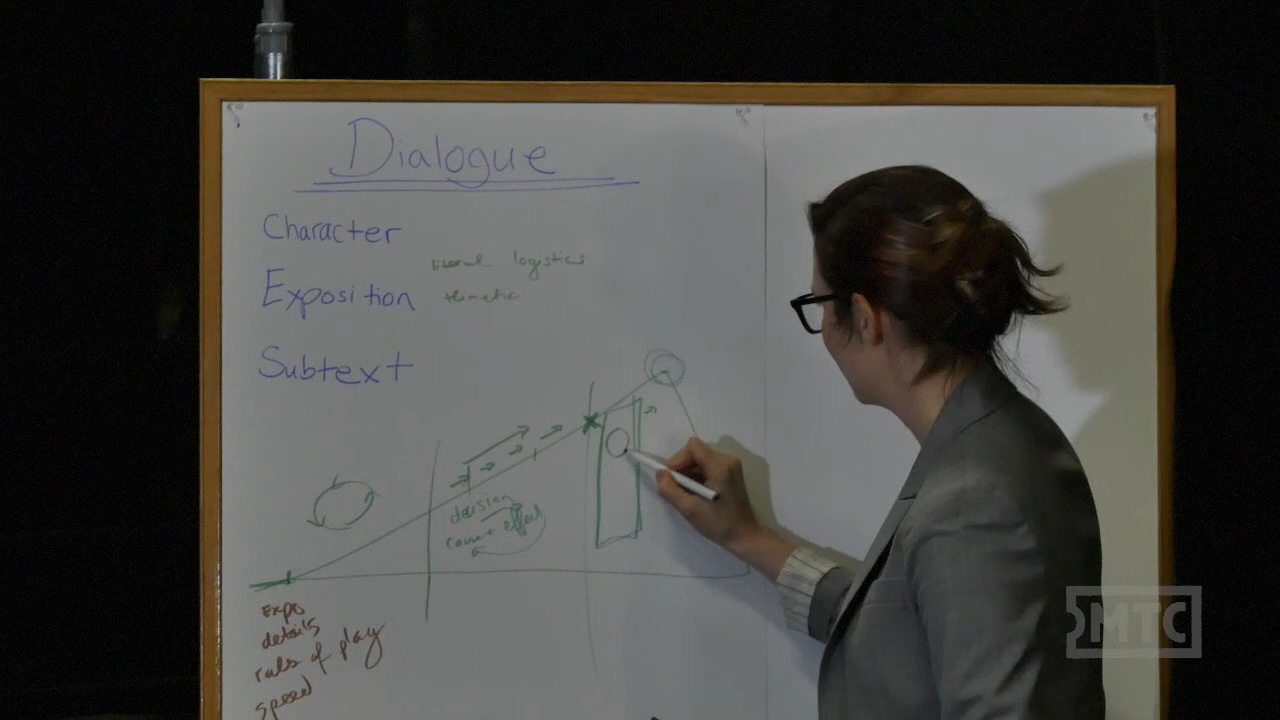 Dialogue
Character
literal logistics
Exposition thematic
Subtext
decision
cause + effect
Expo
details
rules of play
speed
MTC